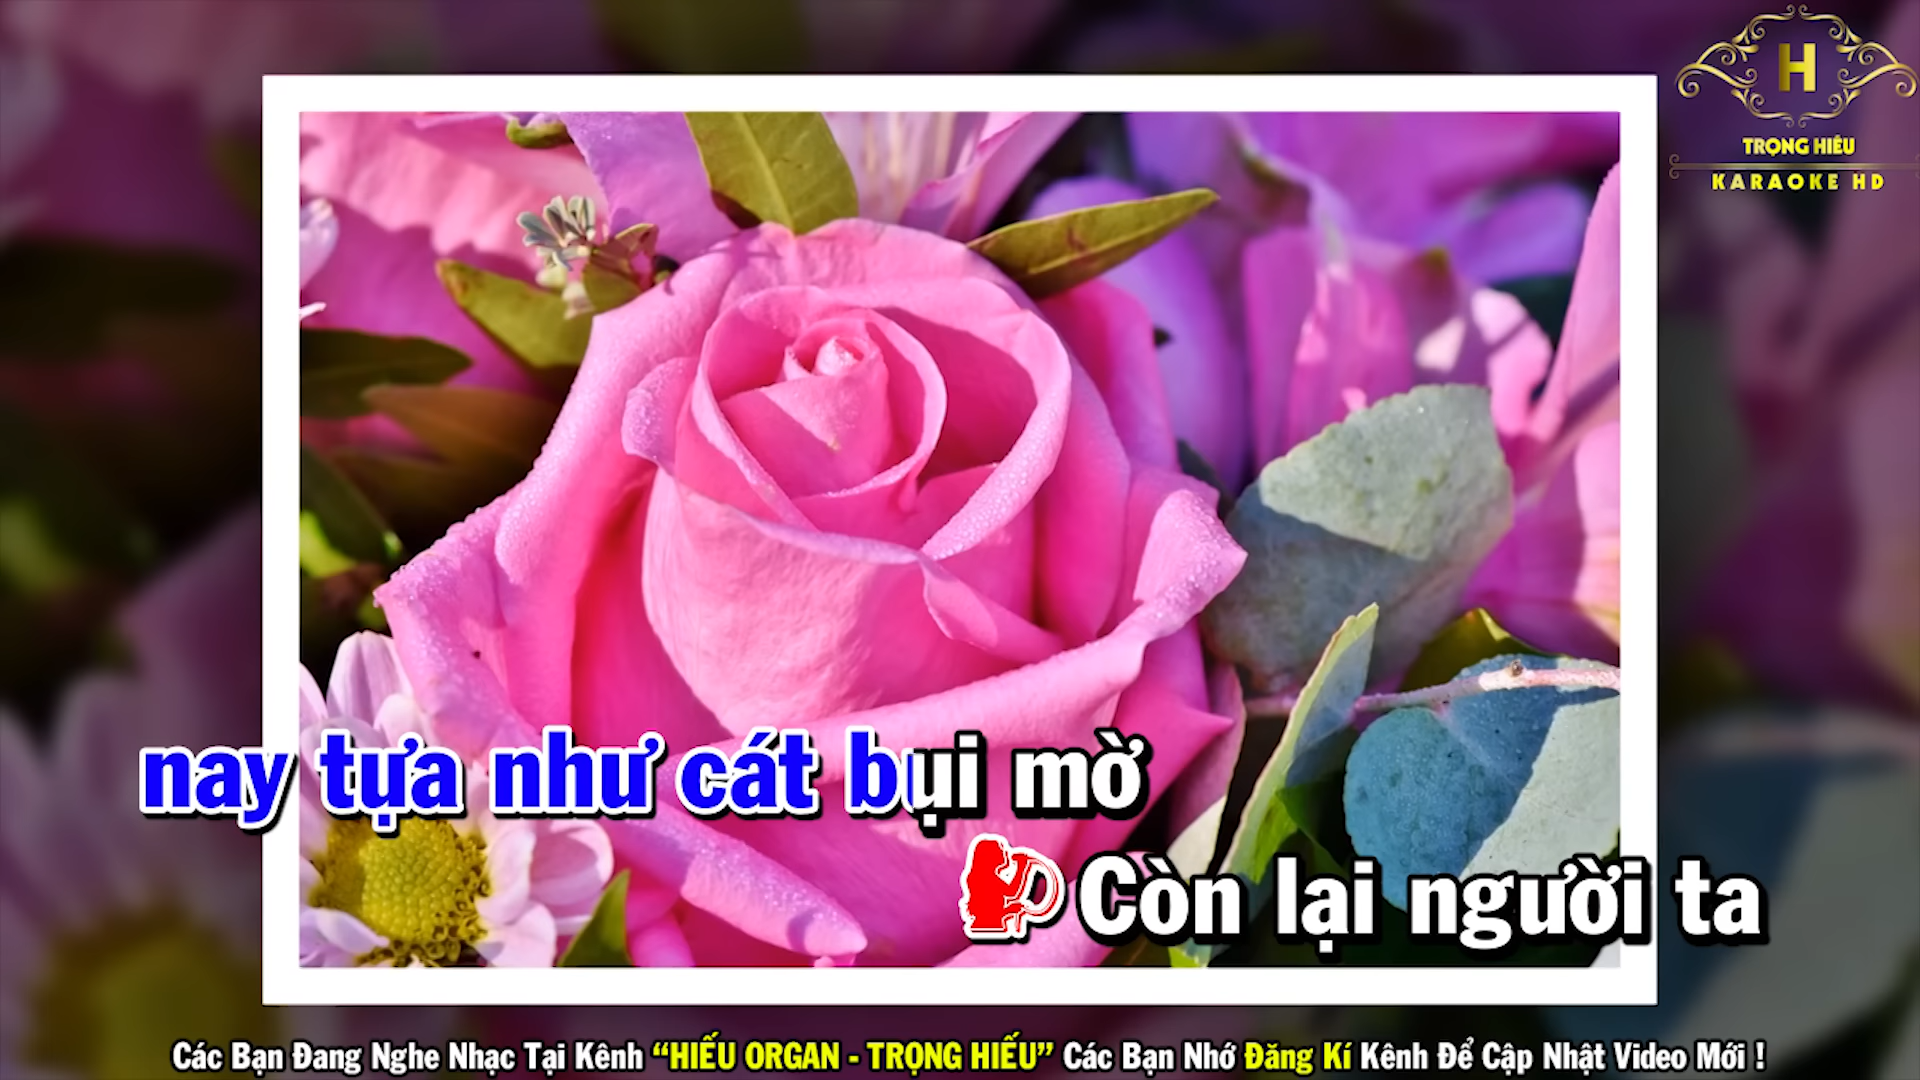 H
TRỌNG HIẾU
KARAOKE HD
nay tựa như cát bụi mờ
Còn lại người ta
Các Bạn Đang Nghe Nhạc Tại Kênh “HIẾU ORGAN - TRỌNG HIẾU” Các Bạn Nhớ Đăng Kí Kênh Để Cập Nhật Video Mới !